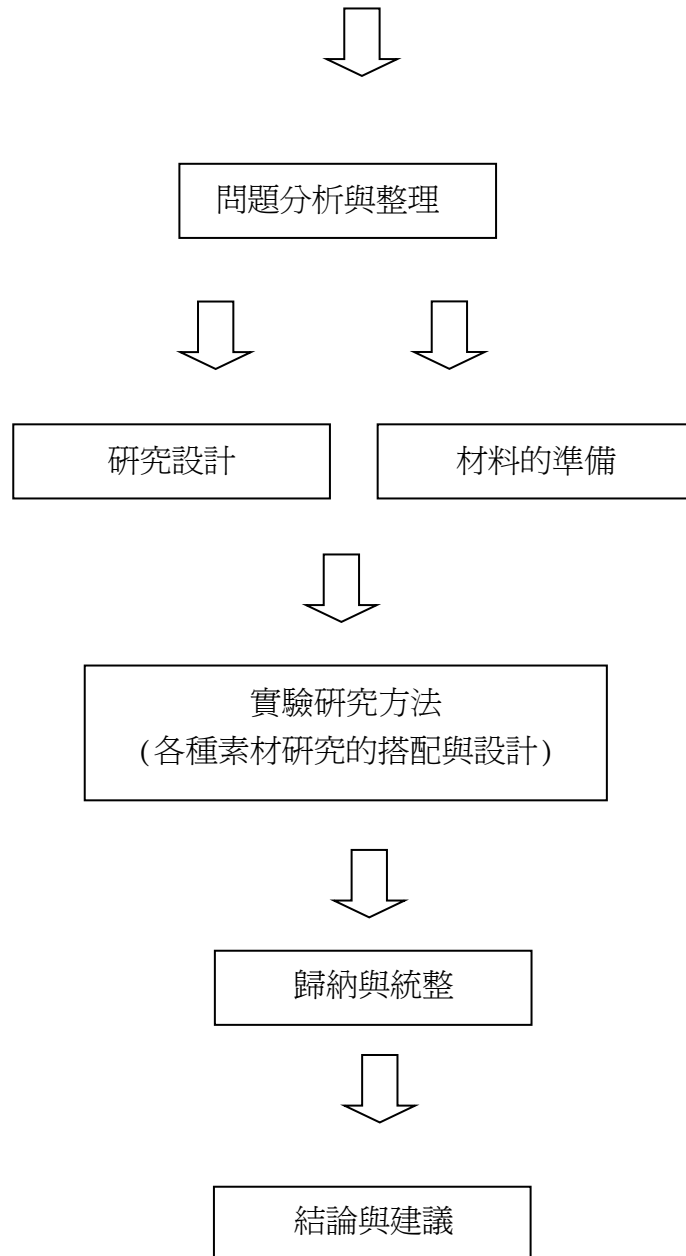 問題分析與整理
研究設計
材料的準備
實驗研究方法
(各種素材研究的搭配與設計)
歸納與統整
結論與建議